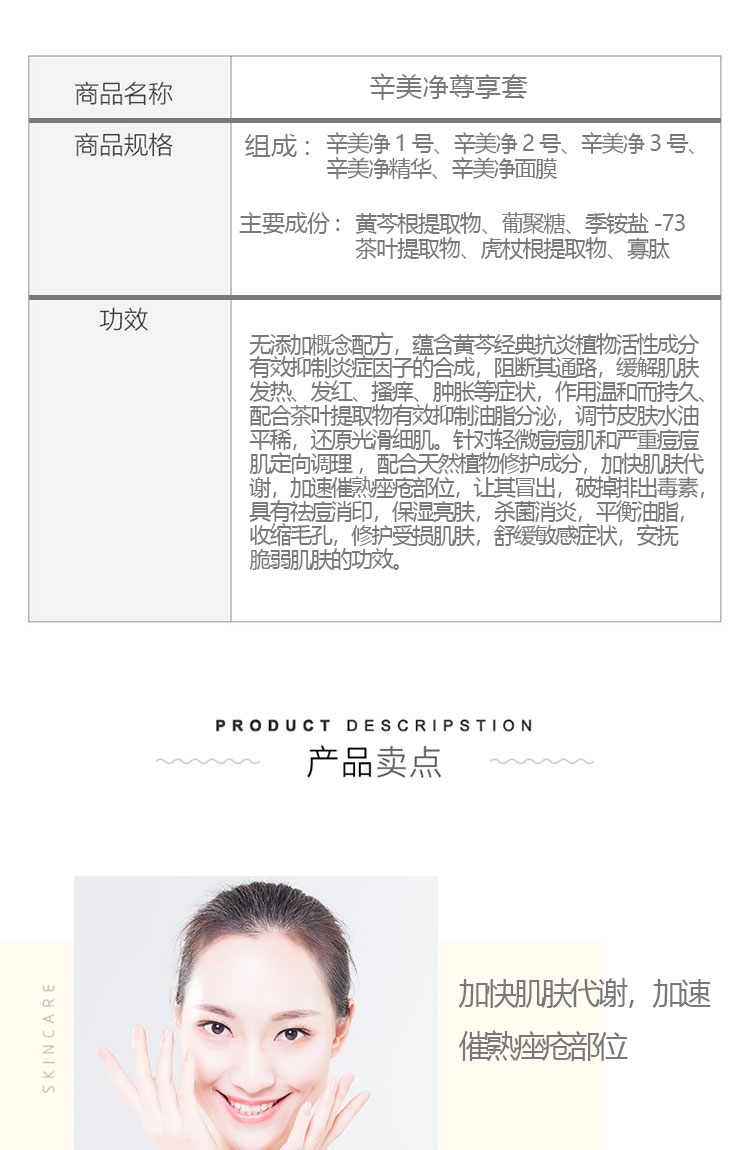 商品名称
辛美净尊享套
商品规格
组成： 辛美净1号、辛美净2号、辛美净3号、
辛美净精华、辛美净面膜
主要成份： 黄芩根提取物、葡聚糖、季铵盐-73
茶叶提取物、虎杖根提取物、寡肽
功效
无添加概念配方，蕴含黄芩经典抗炎植物活性成分
有效抑制炎症因子的合成，阻断其通路，缓解肌肤
发热、发红、搔痒、肿胀等症状，作用温和而持久、
配合茶叶提取物有效抑制油脂分泌，调节皮肤水油
平稀，还原光滑细肌。针对轻微痘痘肌和严重痘痘
肌定向调理，配合天然植物修护成分，加快肌肤代
谢，加速催熟痤疮部位，让其冒出，破掉排出毒素，
具有祛痘消印，保湿亮肤，杀菌消炎，平衡油脂，
收缩毛孔，修护受损肌肤，舒缓敏感症状，安抚
脆弱肌肤的功效。
PRODUCT DESCRIPSTION
产品卖点
SKINCARE
加快肌肤代谢，加速
催熟痤疮部位